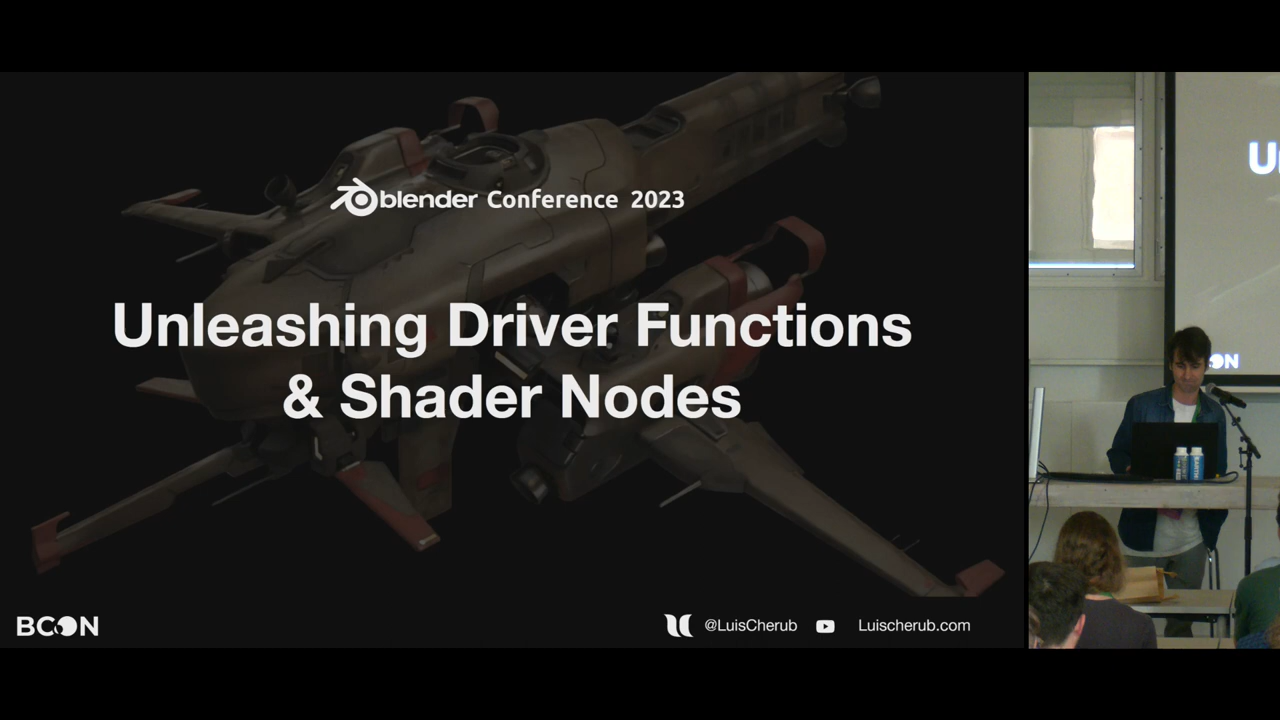 blender Conference 2023
Unleashing Driver Functions
& Shader Nodes
BCON
@LuisCherub
Luischerub.com